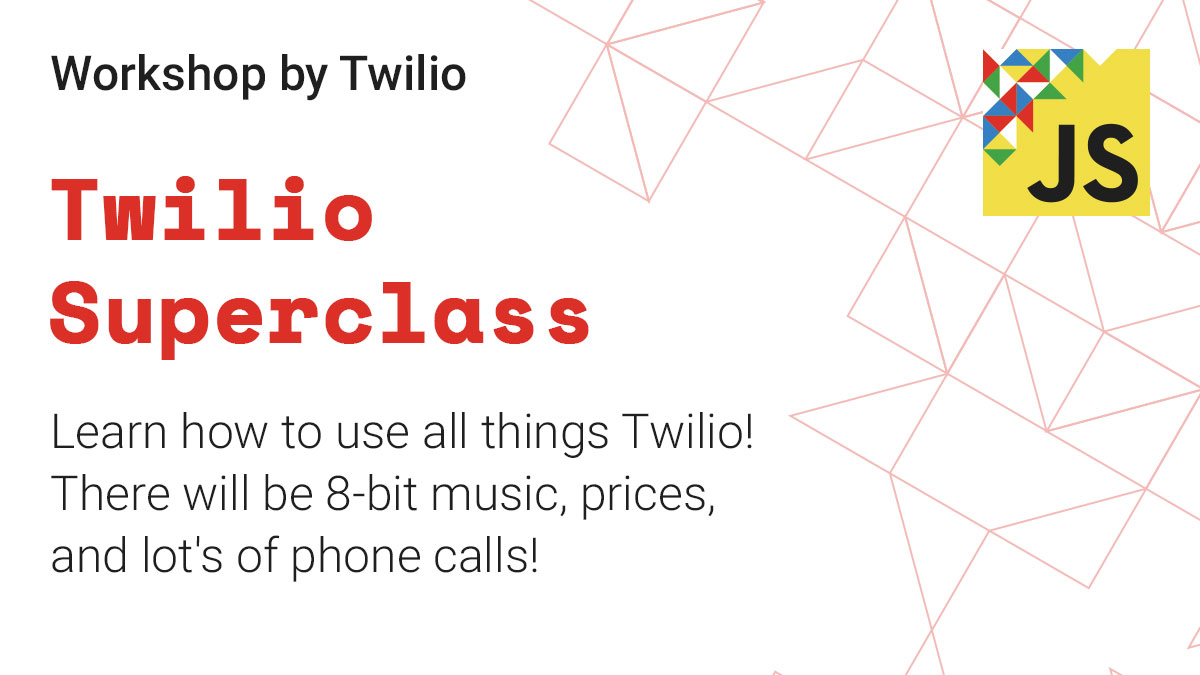 Workshop by Twilio
JS
Twilio
Superclass
Learn how to use all things Twilio!
There will be 8-bit music, prices,
and lot's of phone calls!